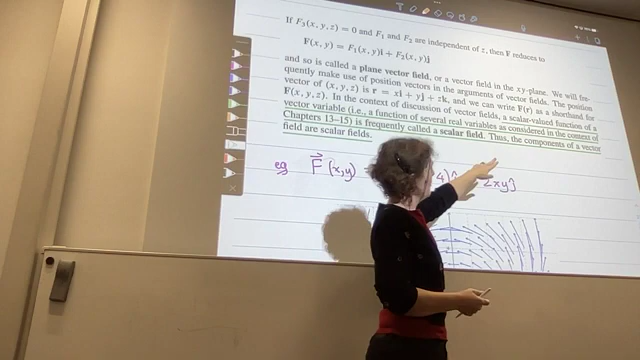 If F₃(x, y, z) = 0 and F₁ and F₂ are independent of z, then F reduces to
F(x, y) = F₁(x, y)i + F₂(x, y)j
and so is called a plane vector field, or a vector field in the xy-plane. We will fre-
quently make use of position vectors in the arguments of vector fields. The position
vector of (x, y, z) is r = xi + yj + zk, and we can write F(r) as a shorthand for
F(x, y, z). In the context of discussion of vector fields, a scalar-valued function of a
vector variable (i.e., a function of several real variables as considered in the context of
Chapters 13–15) is frequently called a scalar field. Thus, the components of a vector
field are scalar fields.
eg F⃗ (x,y) 4) 2xyĵ